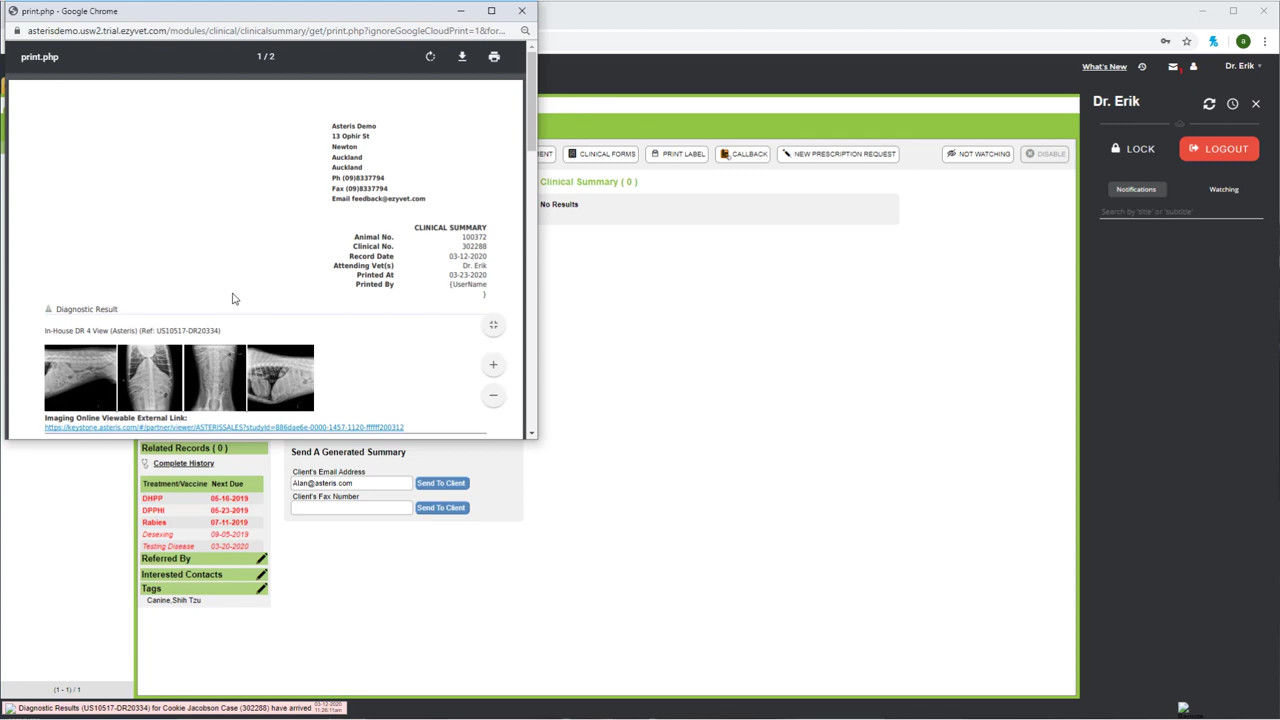 print.php - Google Chrome
asterisdemo.usw2.trial.ezyvet.com/modules/clinical/clinicalsummary/get/print.php?ignoreGoogleCloudPrint=1&for...
a
print.php
1 / 2
What's New
1
Dr. Erik
Asteris Demo
13 Ophir St
Newton
Auckland
Auckland
Ph (09)8337794
Fax (09)8337794
Email feedback@ezyvet.com
CLINICAL SUMMARY
Animal No. 100372
Clinical No. 302288
Record Date 03-12-2020
Attending Vet(s) Dr. Erik
Printed At 03-23-2020
Printed By {UserName
}
Diagnostic Result
In-House DR 4 View (Asteris) (Ref: US10517-DR20334)
Imaging Online Viewable External Link:
https://keystone.asteris.com/#/partner/viewer/ASTERISSALES?studyId=886dae6e-0000-1457-1120-ffffff200312
MENT
CLINICAL FORMS
PRINT LABEL
CALLBACK
NEW PRESCRIPTION REQUEST
NOT WATCHING
DISABLE
Clinical Summary ( 0 )
No Results
Dr. Erik
LOCK
LOGOUT
Notifications
Watching
Search by 'title' or 'subtitle'
Related Records ( 0 )
Complete History
Treatment/Vaccine Next Due
DHPP 05-16-2019
DPPHI 05-23-2019
Rabies 07-11-2019
Desexing 09-05-2019
Testing Disease 03-20-2020
Referred By
Interested Contacts
Tags
Canine,Shih Tzu
Send A Generated Summary
Client's Email Address
Alan@asteris.com Send To Client
Client's Fax Number
Send To Client
(1 - 1) / 1
Diagnostic Results (US10517-DR20334) for Cookie Jacobson Case (302288) have arrived
03-12-2020
11:26:11am